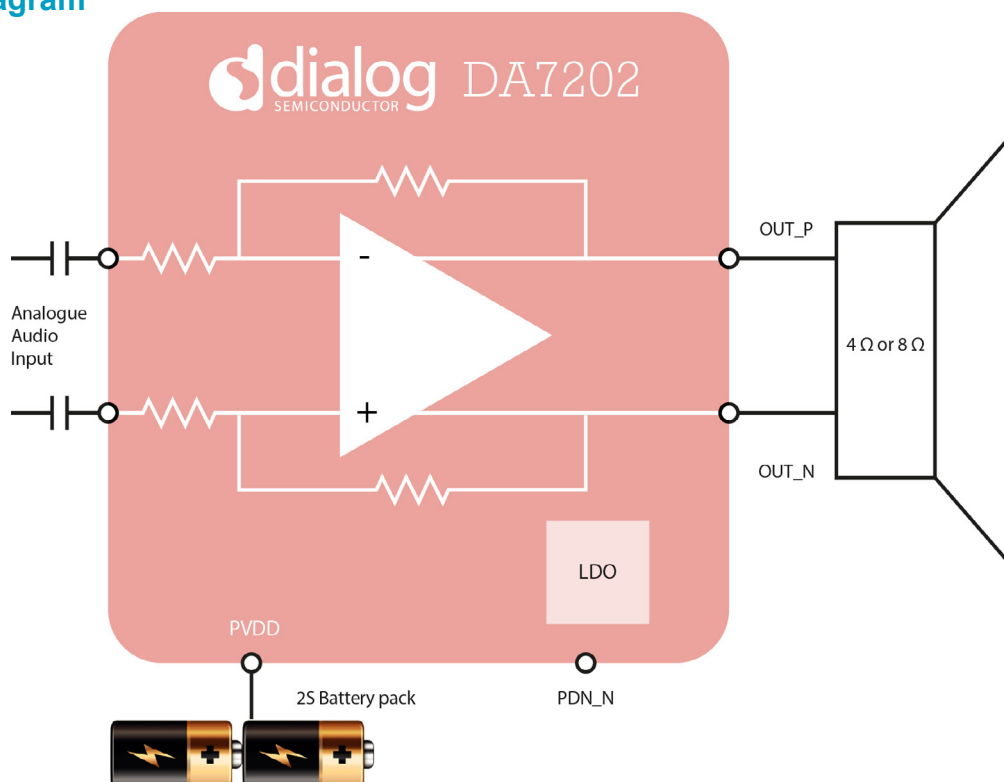 agram
dialog DA7202
SEMICONDUCTOR
OUT_P
-
Analogue
Audio
Input
4 Ω or 8 Ω
+
OUT_N
LDO
PVDD
2S Battery pack
PDN_N
+ +